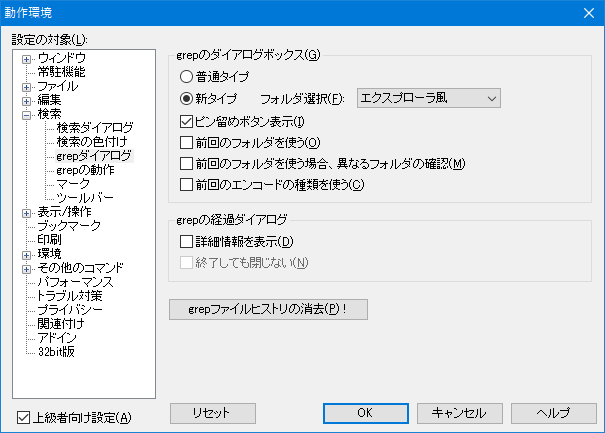 動作環境
設定の対象(L):
ウィンドウ
常駐機能
ファイル
編集
検索
検索ダイアログ
検索の色付け
grepダイアログ
grepの動作
マーク
ツールバー
表示/操作
ブックマーク
印刷
環境
その他のコマンド
パフォーマンス
トラブル対策
プライバシー
関連付け
アドイン
32bit版
上級者向け設定(A)
grepのダイアログボックス(G)
普通タイプ
新タイプ フォルダ選択(F): エクスプローラ風
ピン留めボタン表示(I)
前回のフォルダを使う(O)
前回のフォルダを使う場合、異なるフォルダの確認(M)
前回のエンコードの種類を使う(C)
grepの経過ダイアログ
詳細情報を表示(D)
終了しても閉じない(N)
grepファイルヒストリの消去(P)!
リセット OK キャンセル ヘルプ